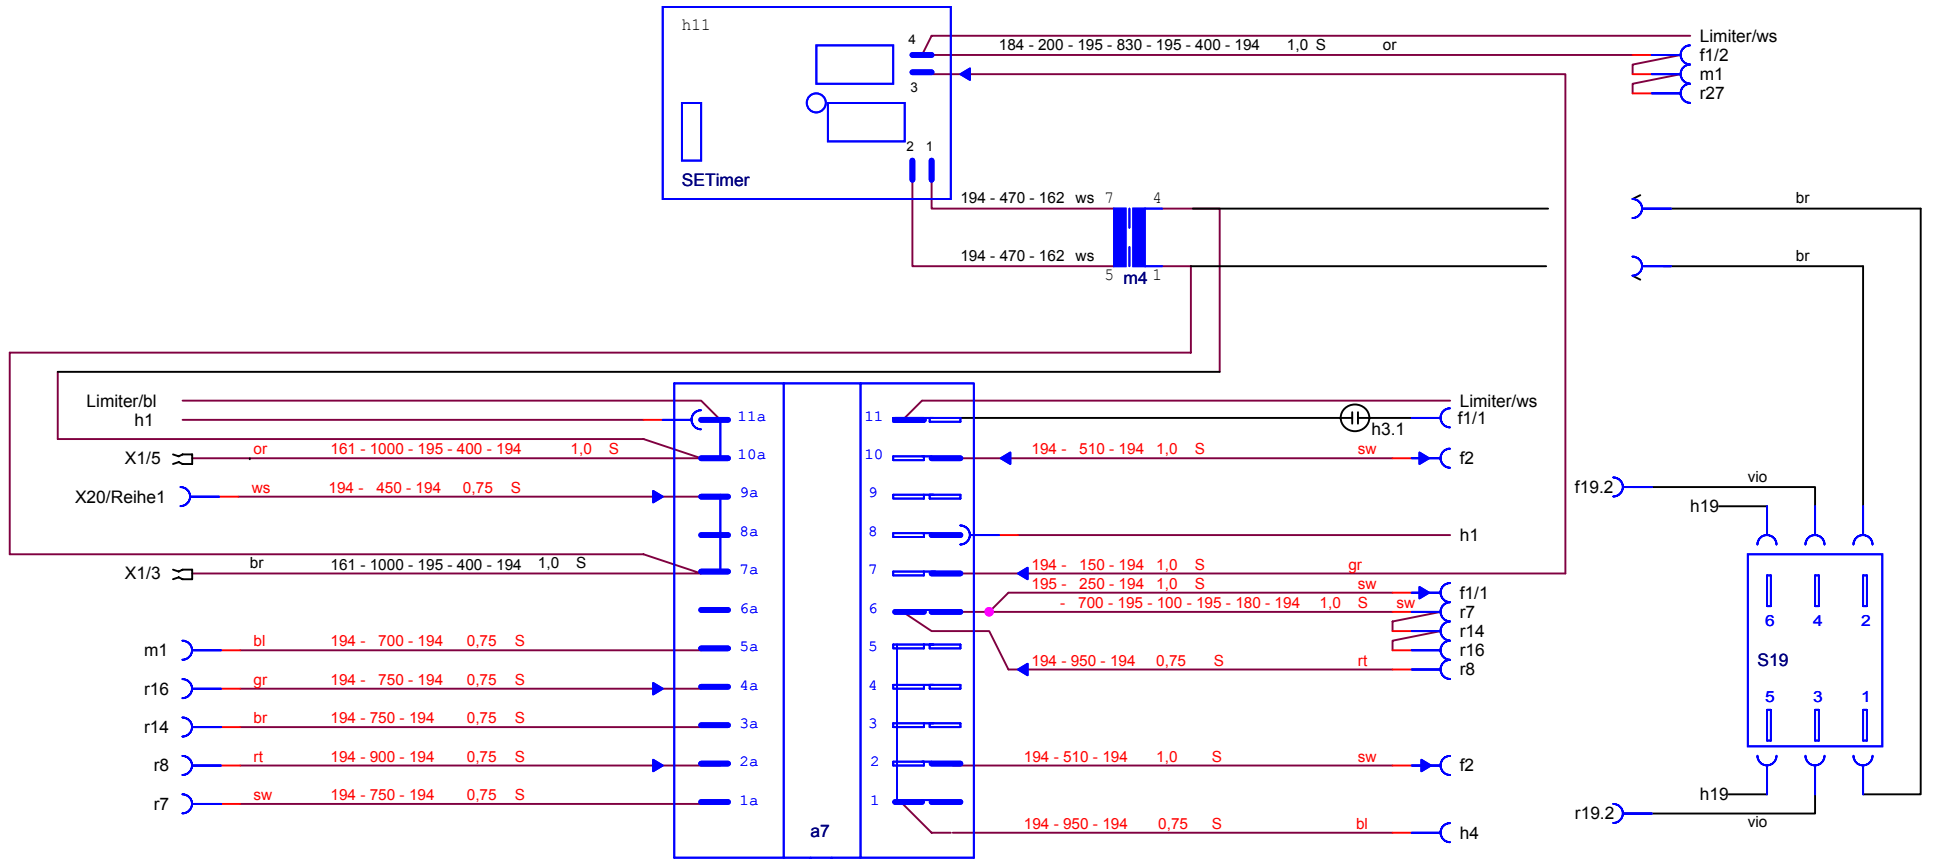 h11
4
3
2 1
SETimer
184 - 200 - 195 - 830 - 195 - 400 - 194 1,0 S or
Limiter/ws
f1/2
m1
r27
194 - 470 - 162 ws 7 4
194 - 470 - 162 ws 5 1
m4
br
br
Limiter/bl
h1
X1/5 or 161 - 1000 - 195 - 400 - 194 1,0 S
X20/Reihe1 ws 194 - 450 - 194 0,75 S
X1/3 br 161 - 1000 - 195 - 400 - 194 1,0 S
m1 bl 194 - 700 - 194 0,75 S
r16 gr 194 - 750 - 194 0,75 S
r14 br 194 - 750 - 194 0,75 S
r8 rt 194 - 900 - 194 0,75 S
r7 sw 194 - 750 - 194 0,75 S
11a
10a
9a
8a
7a
6a
5a
4a
3a
2a
1a
a7
11
10
9
8
7
6
5
4
3
2
1
Limiter/ws
h3.1 f1/1
194 - 510 - 194 1,0 S sw f2
h1
194 - 150 - 194 1,0 S gr
195 - 250 - 194 1,0 S sw f1/1
- 700 - 195 - 100 - 195 - 180 - 194 1,0 S sw r7
r14
r16
194 - 950 - 194 0,75 S rt r8
194 - 510 - 194 1,0 S sw f2
194 - 950 - 194 0,75 S bl h4
f19.2 vio
h19
6 4 2
S19
5 3 1
h19
r19.2 vio